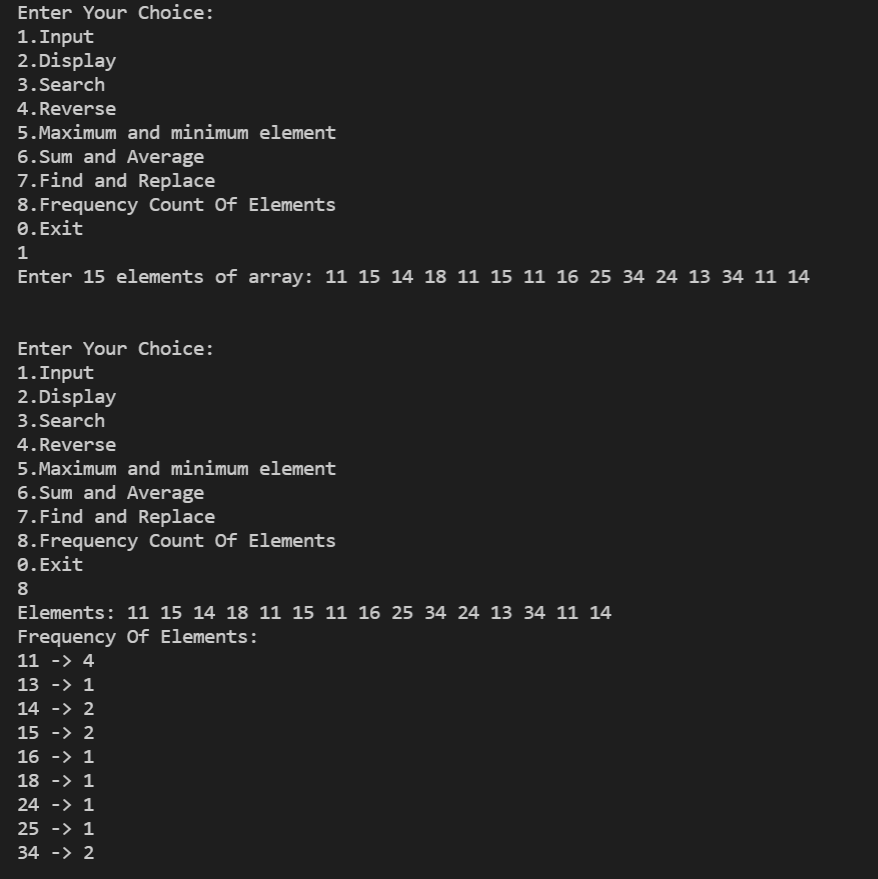 Enter Your Choice:
1.Input
2.Display
3.Search
4.Reverse
5.Maximum and minimum element
6.Sum and Average
7.Find and Replace
8.Frequency Count Of Elements
0.Exit
1
Enter 15 elements of array: 11 15 14 18 11 15 11 16 25 34 24 13 34 11 14
Enter Your Choice:
1.Input
2.Display
3.Search
4.Reverse
5.Maximum and minimum element
6.Sum and Average
7.Find and Replace
8.Frequency Count Of Elements
0.Exit
8
Elements: 11 15 14 18 11 15 11 16 25 34 24 13 34 11 14
Frequency Of Elements:
11 -> 4
13 -> 1
14 -> 2
15 -> 2
16 -> 1
18 -> 1
24 -> 1
25 -> 1
34 -> 2